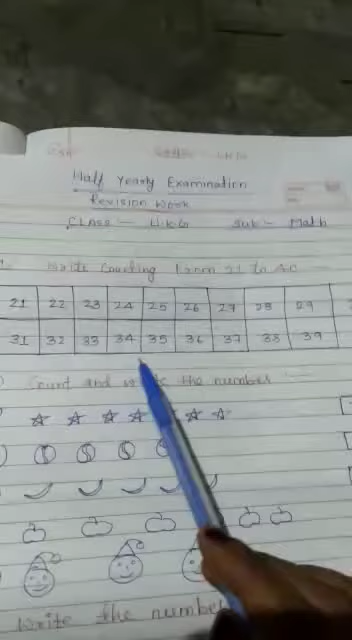 Half Yearly Examination
Revision Work
CLASS - U.K.G Sub - Math
Write Counting from 21 to 40
21 22 23 24 25 26 27 28 29
31 32 33 34 35 36 37 38 39
Count and write the number
Write the number